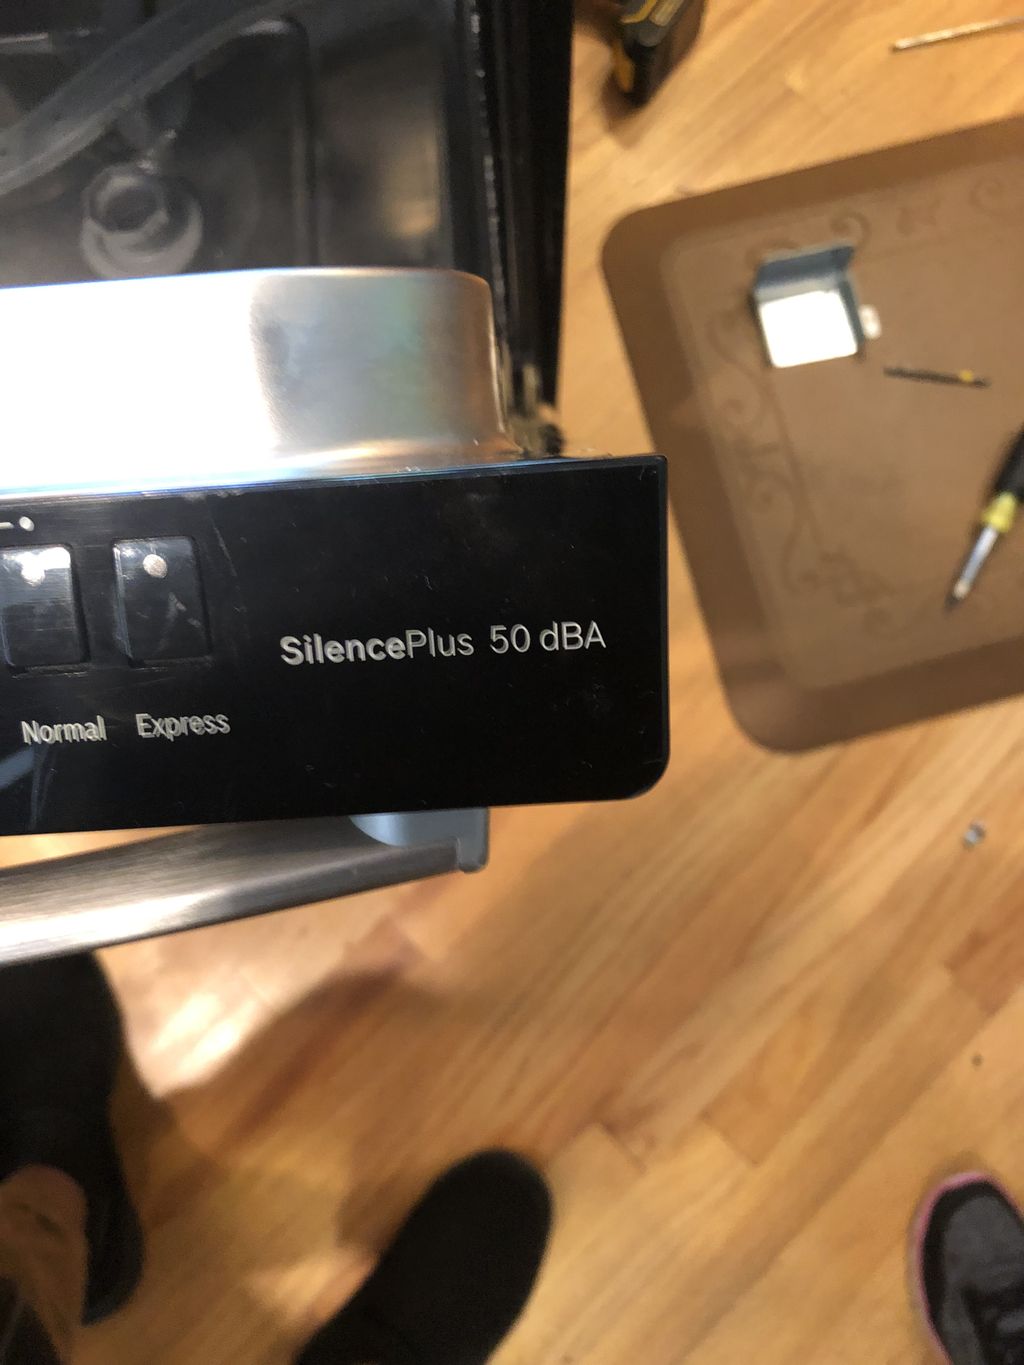 SilencePlus 50 dBA
Normal Express